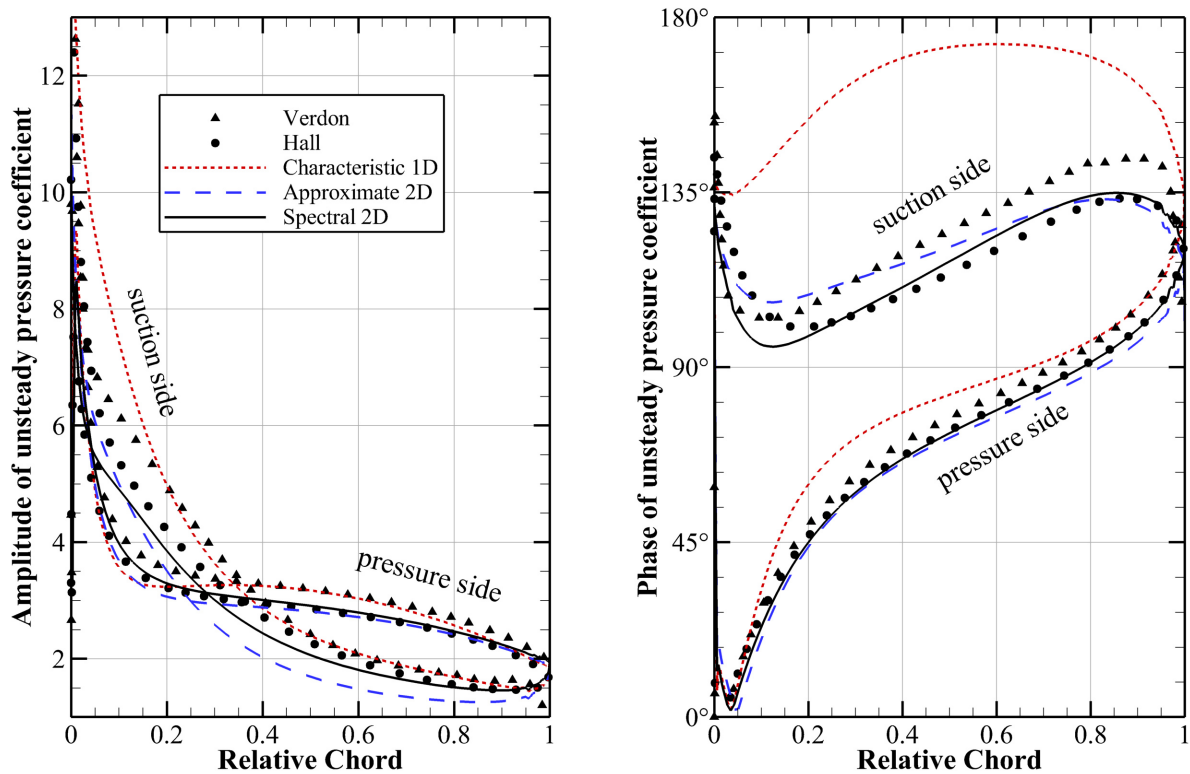 Amplitude of unsteady pressure coefficient
12
10
8
6
4
2
0
0.2
0.4
0.6
0.8
1
Relative Chord
Verdon
Hall
Characteristic 1D
Approximate 2D
Spectral 2D
suction side
pressure side
Phase of unsteady pressure coefficient
180°
135°
90°
45°
0°
0
0.2
0.4
0.6
0.8
1
Relative Chord
suction side
pressure side